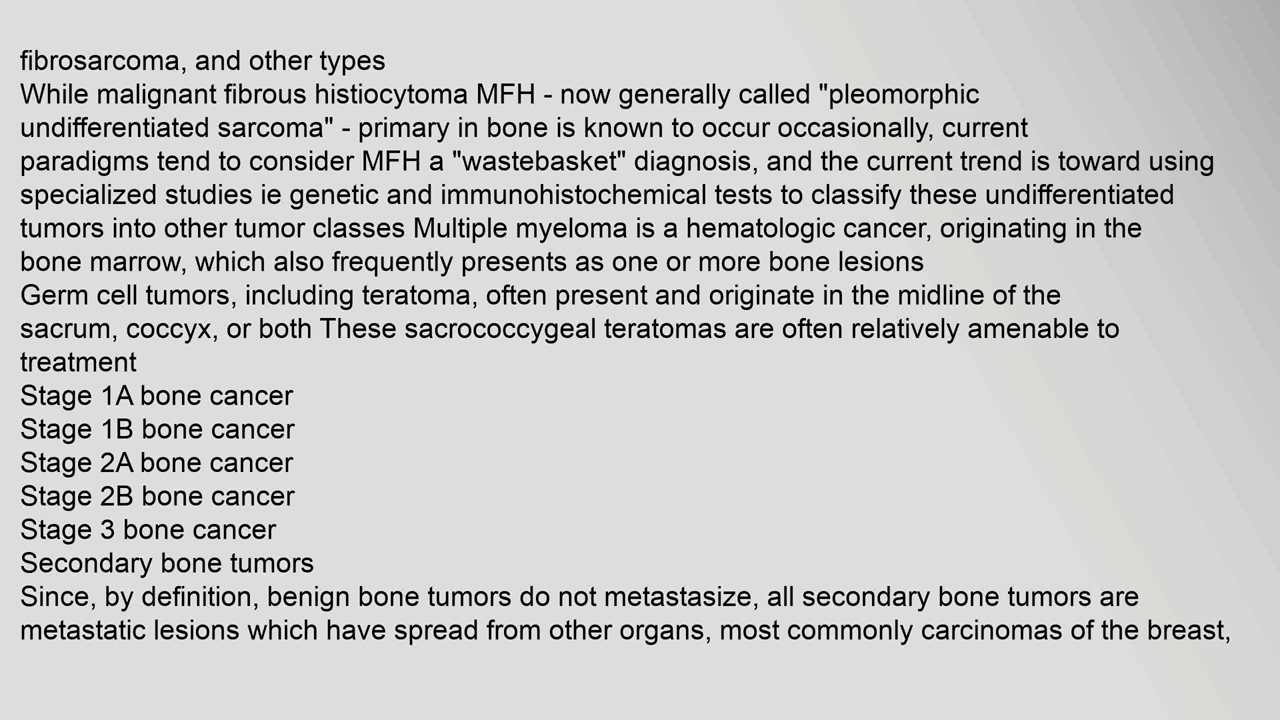 fibrosarcoma, and other types
While malignant fibrous histiocytoma MFH - now generally called "pleomorphic
undifferentiated sarcoma" - primary in bone is known to occur occasionally, current
paradigms tend to consider MFH a "wastebasket" diagnosis, and the current trend is toward using
specialized studies ie genetic and immunohistochemical tests to classify these undifferentiated
tumors into other tumor classes Multiple myeloma is a hematologic cancer, originating in the
bone marrow, which also frequently presents as one or more bone lesions
Germ cell tumors, including teratoma, often present and originate in the midline of the
sacrum, coccyx, or both These sacrococcygeal teratomas are often relatively amenable to
treatment
Stage 1A bone cancer
Stage 1B bone cancer
Stage 2A bone cancer
Stage 2B bone cancer
Stage 3 bone cancer
Secondary bone tumors
Since, by definition, benign bone tumors do not metastasize, all secondary bone tumors are
metastatic lesions which have spread from other organs, most commonly carcinomas of the breast,